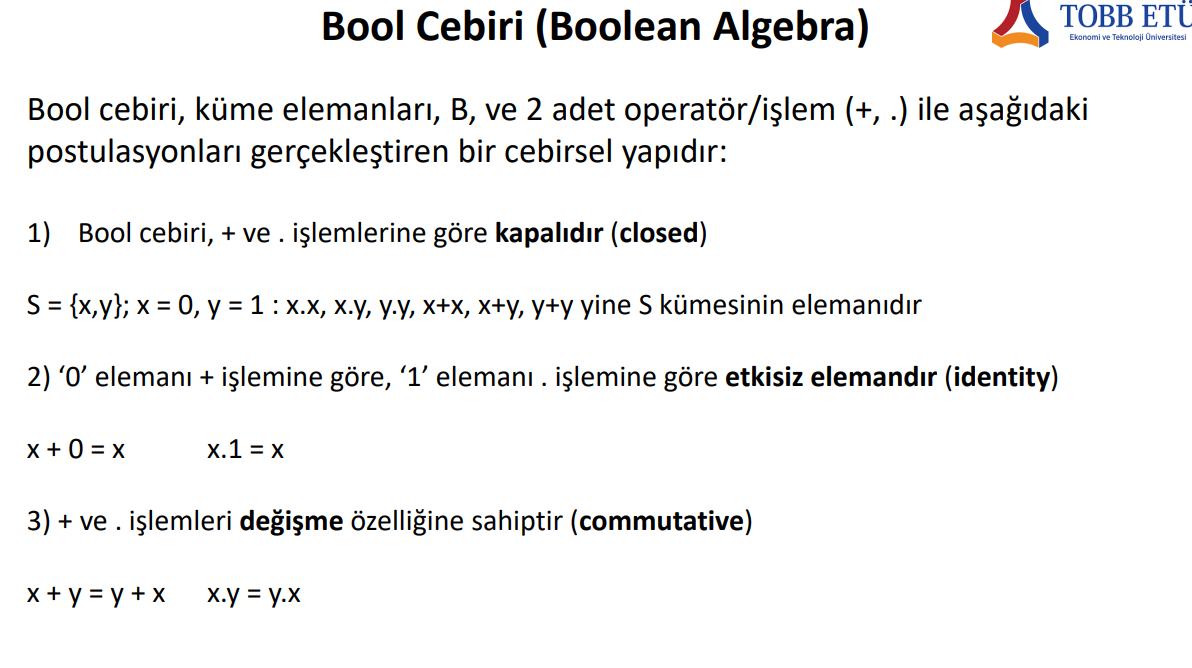 Bool Cebiri (Boolean Algebra)
TOBB ETÜ
Ekonomi ve Teknoloji Üniversitesi
Bool cebiri, küme elemanları, B, ve 2 adet operatör/işlem (+, .) ile aşağıdaki
postulasyonları gerçekleştiren bir cebirsel yapıdır:
1) Bool cebiri, + ve . işlemlerine göre kapalıdır (closed)
S = {x,y}; x = 0, y = 1 : x.x, x.y, y.y, x+x, x+y, y+y yine S kümesinin elemanıdır
2) ‘0’ elemanı + işlemine göre, ‘1’ elemanı . işlemine göre etkisiz elemandır (identity)
x + 0 = x x.1 = x
3) + ve . işlemleri değişme özelliğine sahiptir (commutative)
x + y = y + x x.y = y.x